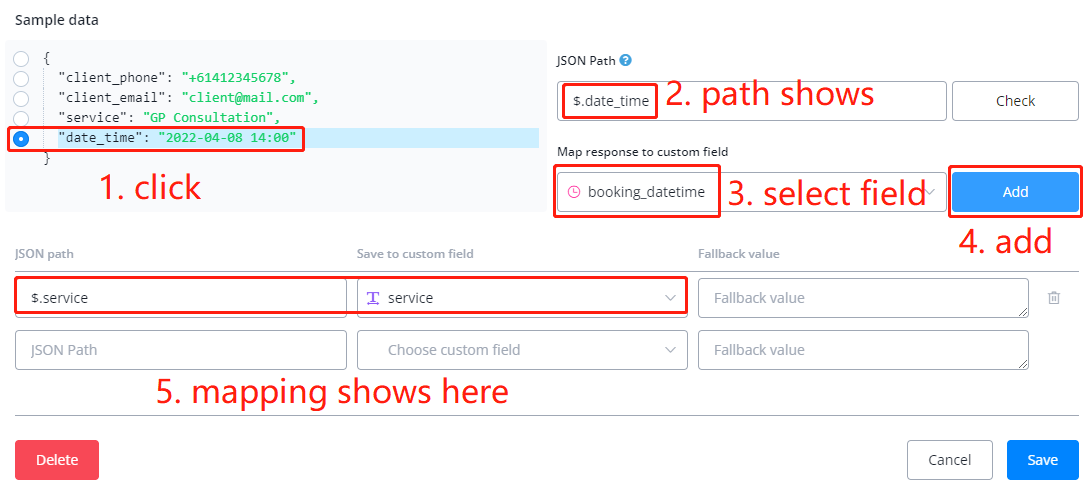 Sample data
{
"client_phone": "+61412345678",
"client_email": "client@mail.com",
"service": "GP Consultation",
"date_time": "2022-04-08 14:00"
}
1. click
JSON Path ?
$.date_time
2. path shows
Check
Map response to custom field
booking_datetime
3. select field
Add
4. add
JSON path Save to custom field Fallback value
$.service service Fallback value
JSON Path Choose custom field Fallback value
5. mapping shows here
Delete Cancel Save